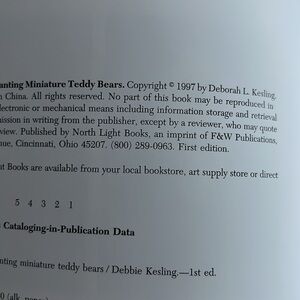 anting Miniature Teddy Bears. Copyright © 1997 by Deborah L. Kesling.
n China. All rights reserved. No part of this book may be reproduced in
lectronic or mechanical means including information storage and retrieval
mission in writing from the publisher, except by a reviewer, who may quote
view. Published by North Light Books, an imprint of F&W Publications,
nue, Cincinnati, Ohio 45207. (800) 289-0963. First edition.
t Books are available from your local bookstore, art supply store or direct
5 4 3 2 1
Cataloging-in-Publication Data
nting miniature teddy bears / Debbie Kesling.—1st ed.